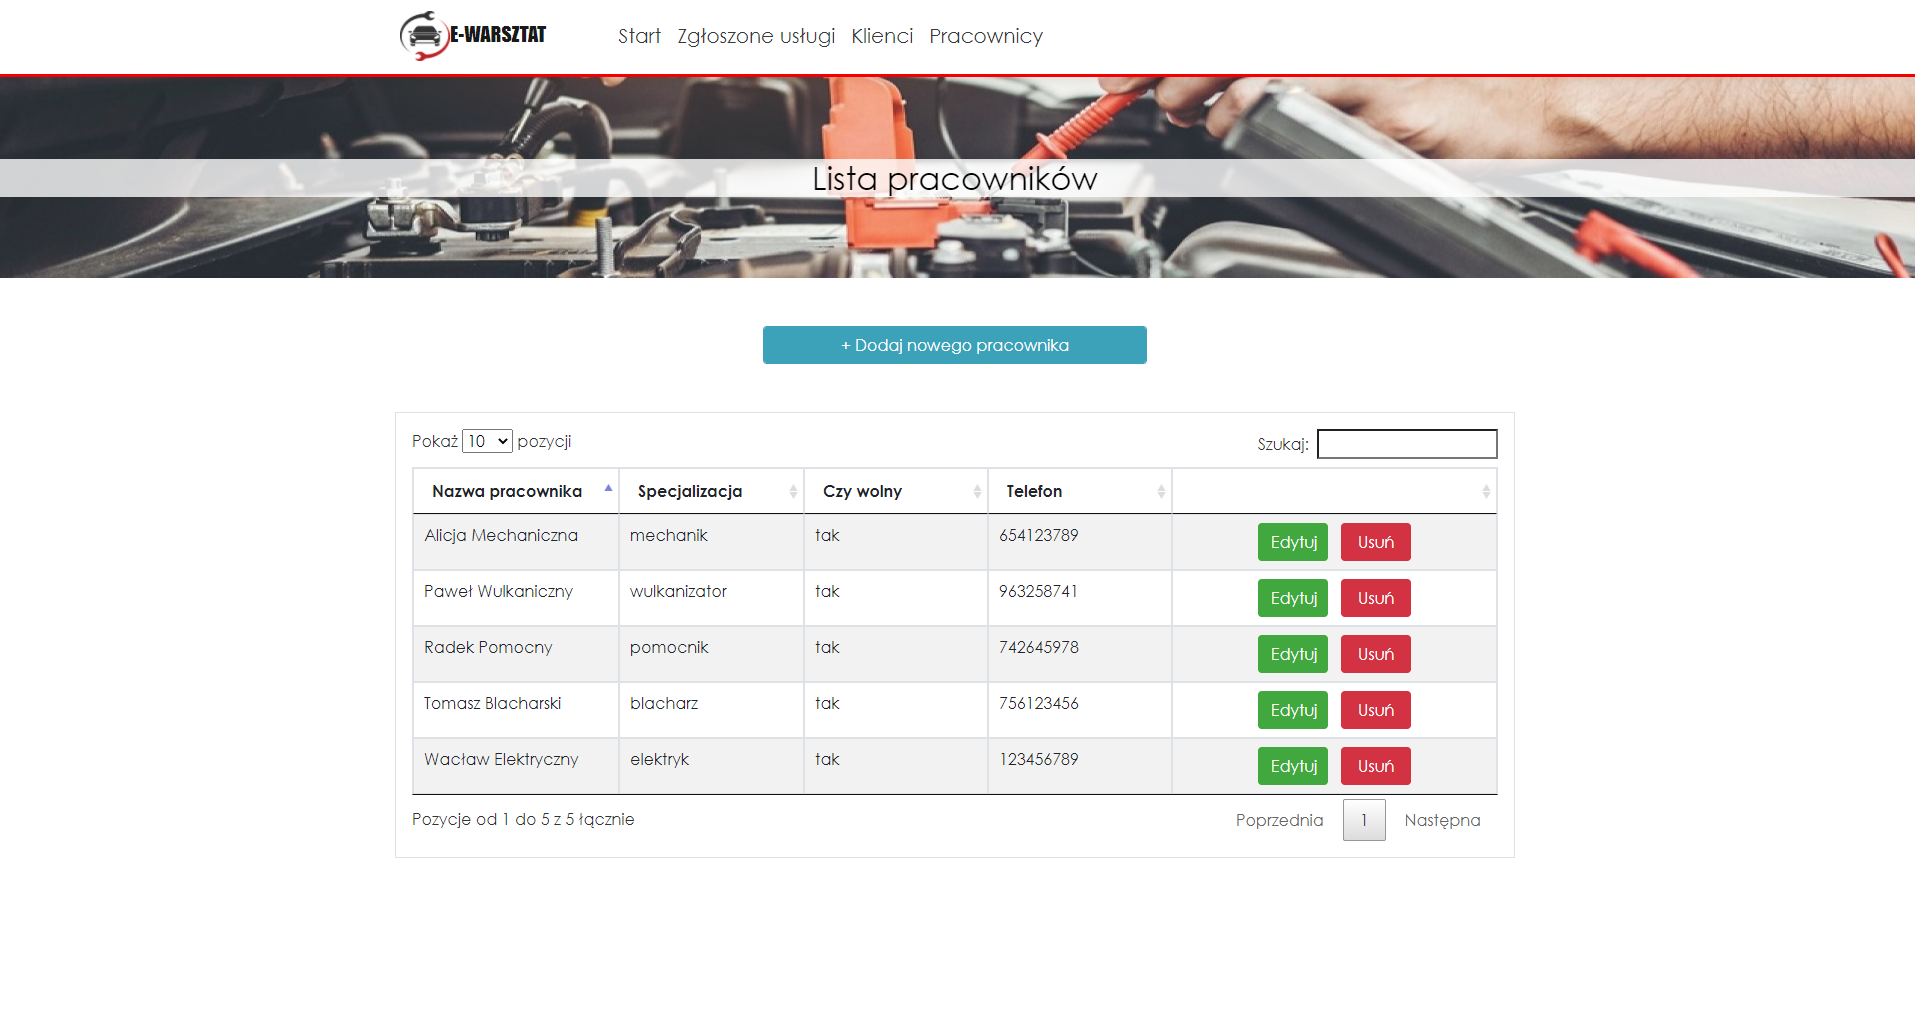 E-WARSZTAT Start Zgłoszone usługi Klienci Pracownicy
Lista pracowników
+ Dodaj nowego pracownika
Pokaż 10 pozycji Szukaj:
Nazwa pracownika Specjalizacja Czy wolny Telefon
Alicja Mechaniczna mechanik tak 654123789 Edytuj Usuń
Paweł Wulkaniczny wulkanizator tak 963258741 Edytuj Usuń
Radek Pomocny pomocnik tak 742645978 Edytuj Usuń
Tomasz Blacharski blacharz tak 756123456 Edytuj Usuń
Wacław Elektryczny elektryk tak 123456789 Edytuj Usuń
Pozycje od 1 do 5 z 5 łącznie Poprzednia 1 Następna